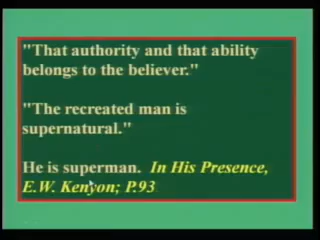 "That authority and that ability
belongs to the believer."
"The recreated man is
supernatural."
He is superman. In His Presence,
E.W. Kenyon; P.93